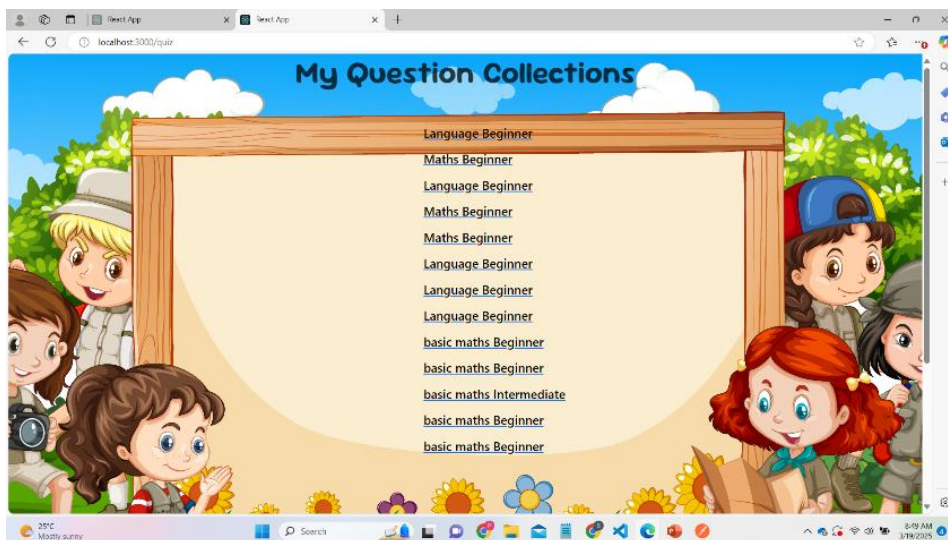 React App
React App
localhost:3000/quiz
My Question Collections
Language Beginner
Maths Beginner
Language Beginner
Maths Beginner
Maths Beginner
Language Beginner
Language Beginner
Language Beginner
basic maths Beginner
basic maths Beginner
basic maths Intermediate
basic maths Beginner
basic maths Beginner
25°C
Mostly sunny
Search
8:49 AM
3/19/2025